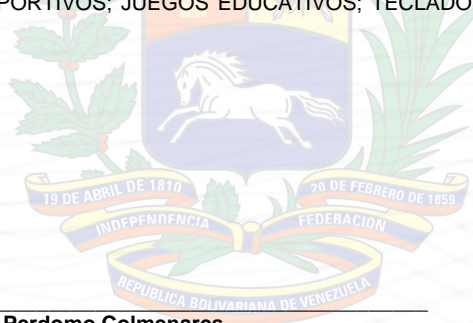 PORTIVOS; JUEGOS EDUCATIVOS; TECLADO
19 DE ABRIL DE 1810
20 DE FEBRERO DE 1859
INDEPENDENCIA
FEDERACION
REPUBLICA BOLIVARIANA DE VENEZUELA
Perdomo Colmenares